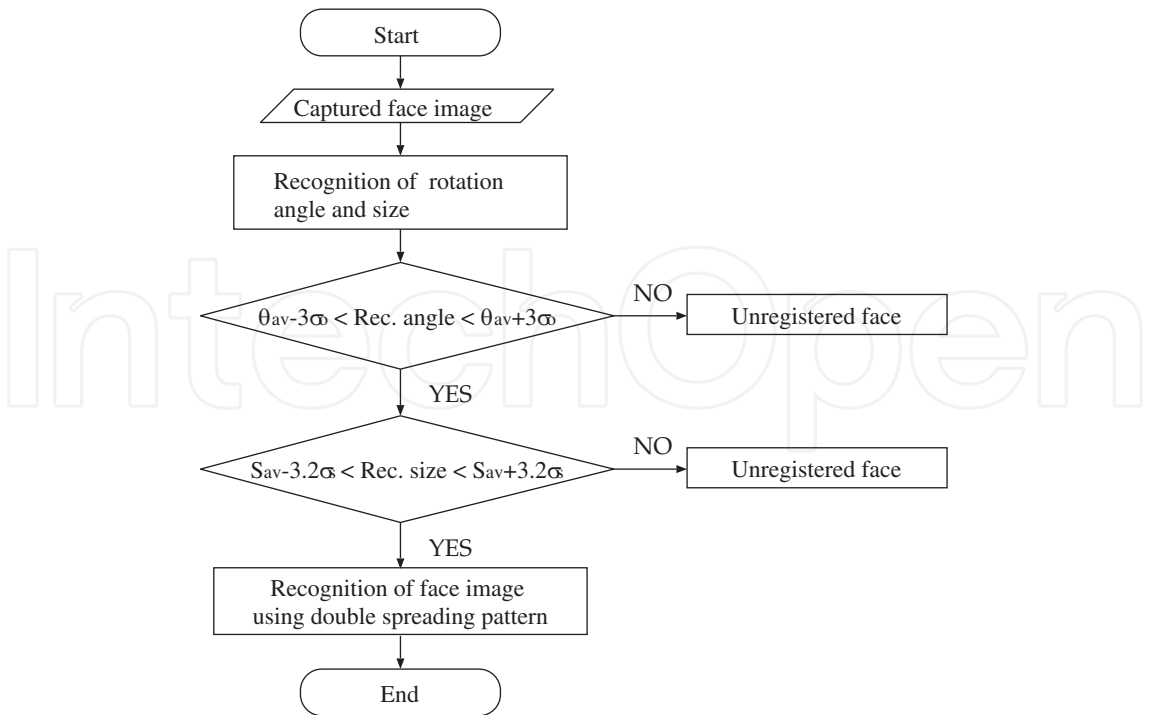 Start
Captured face image
Recognition of rotation
angle and size
θav-3σθ < Rec. angle < θav+3σθ
NO
Unregistered face
YES
Sav-3.2σs < Rec. size < Sav+3.2σs
NO
Unregistered face
YES
Recognition of face image
using double spreading pattern
End
IntechOpen